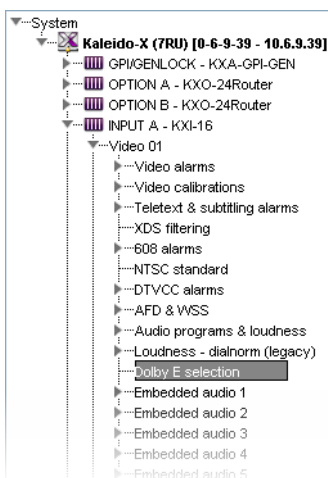 System
Kaleido-X (7RU) [0-6-9-39 - 10.6.9.39]
GPI/GENLOCK - KXA-GPI-GEN
OPTION A - KXO-24Router
OPTION B - KXO-24Router
INPUT A - KXI-16
Video 01
Video alarms
Video calibrations
Teletext & subtitling alarms
XDS filtering
608 alarms
NTSC standard
DTVCC alarms
AFD & WSS
Audio programs & loudness
Loudness - dialnorm (legacy)
Dolby E selection
Embedded audio 1
Embedded audio 2
Embedded audio 3
Embedded audio 4
Embedded audio 5